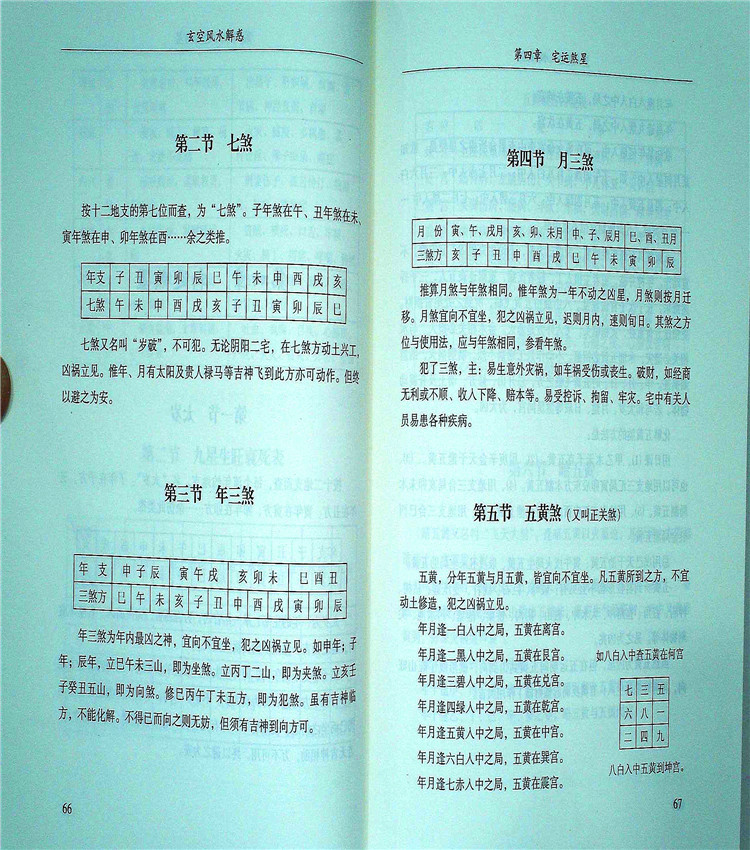 玄空风水解惑
第二节 七煞
按十二地支的第七位而查,为“七煞”。子年煞在午、丑年煞在未、
寅年煞在申、卯年煞在酉……余之类推。
年支 子 丑 寅 卯 辰 巳 午 未 申 酉 戌 亥
七煞 午 未 申 酉 戌 亥 子 丑 寅 卯 辰 巳
七煞又名叫“岁破”,不可犯。无论阴阳二宅,在七煞方动土兴工,
凶祸立见。惟年、月有太阳及贵人禄马等吉神飞到此方亦可动作。但终
以避之为安。
第三节 年三煞
年 支 申子辰 寅午戌 亥卯未 巳酉丑
三煞方 巳 午 未 亥 子 丑 申 酉 戌 寅 卯 辰
年三煞为年内最凶之神,宜向不宜坐,犯之凶祸立见。如申年;子
年;辰年,立巳午未三山,即为坐煞。立丙丁二山,即为夹煞。立亥壬
子癸丑五山,即为向煞。修巳丙午丁未五方,即为犯煞。虽有吉神临
方,不能化解。不得已而向之则无妨,但须有吉神到向方可。
66
第四章 宅运煞星
第四节 月三煞
月 份 寅、午、戌月 亥、卯、未月 申、子、辰月 巳、酉、丑月
三煞方 亥 子 丑 申 酉 戌 巳 午 未 寅 卯 辰
推算月煞与年煞相同。惟年煞为一年不动之凶星,月煞则按月迁
移。月煞宜向不宜坐,犯之凶祸立见,迟则月内,速则旬日。其煞之方
位与使用法,应与年煞相同,参看年煞。
犯了三煞,主:易生意外灾祸,如车祸受伤或丧生。破财,如经商
无利或不顺、收人下降、赔本等。易受控诉、拘留、牢灾。宅中有关人
员易患各种疾病。
第五节 五黄煞(又叫正关煞)
五黄,分年五黄与月五黄,皆宜向不宜坐。凡五黄所到之方,不宜
动土修造,犯之凶祸立见。
年月逢一白人中之局,五黄在离宫。
年月逢二黑人中之局,五黄在艮宫。
年月逢三碧人中之局,五黄在兑宫。
年月逢四绿人中之局,五黄在乾宫。
年月逢五黄人中之局,五黄在中宫。
年月逢六白人中之局,五黄在巽宫。
年月逢七赤人中之局,五黄在震宫。
如八白人中查五黄在何宫
七 三 五
六 八 一
二 四 九
八白入中五黄到坤宫。
67